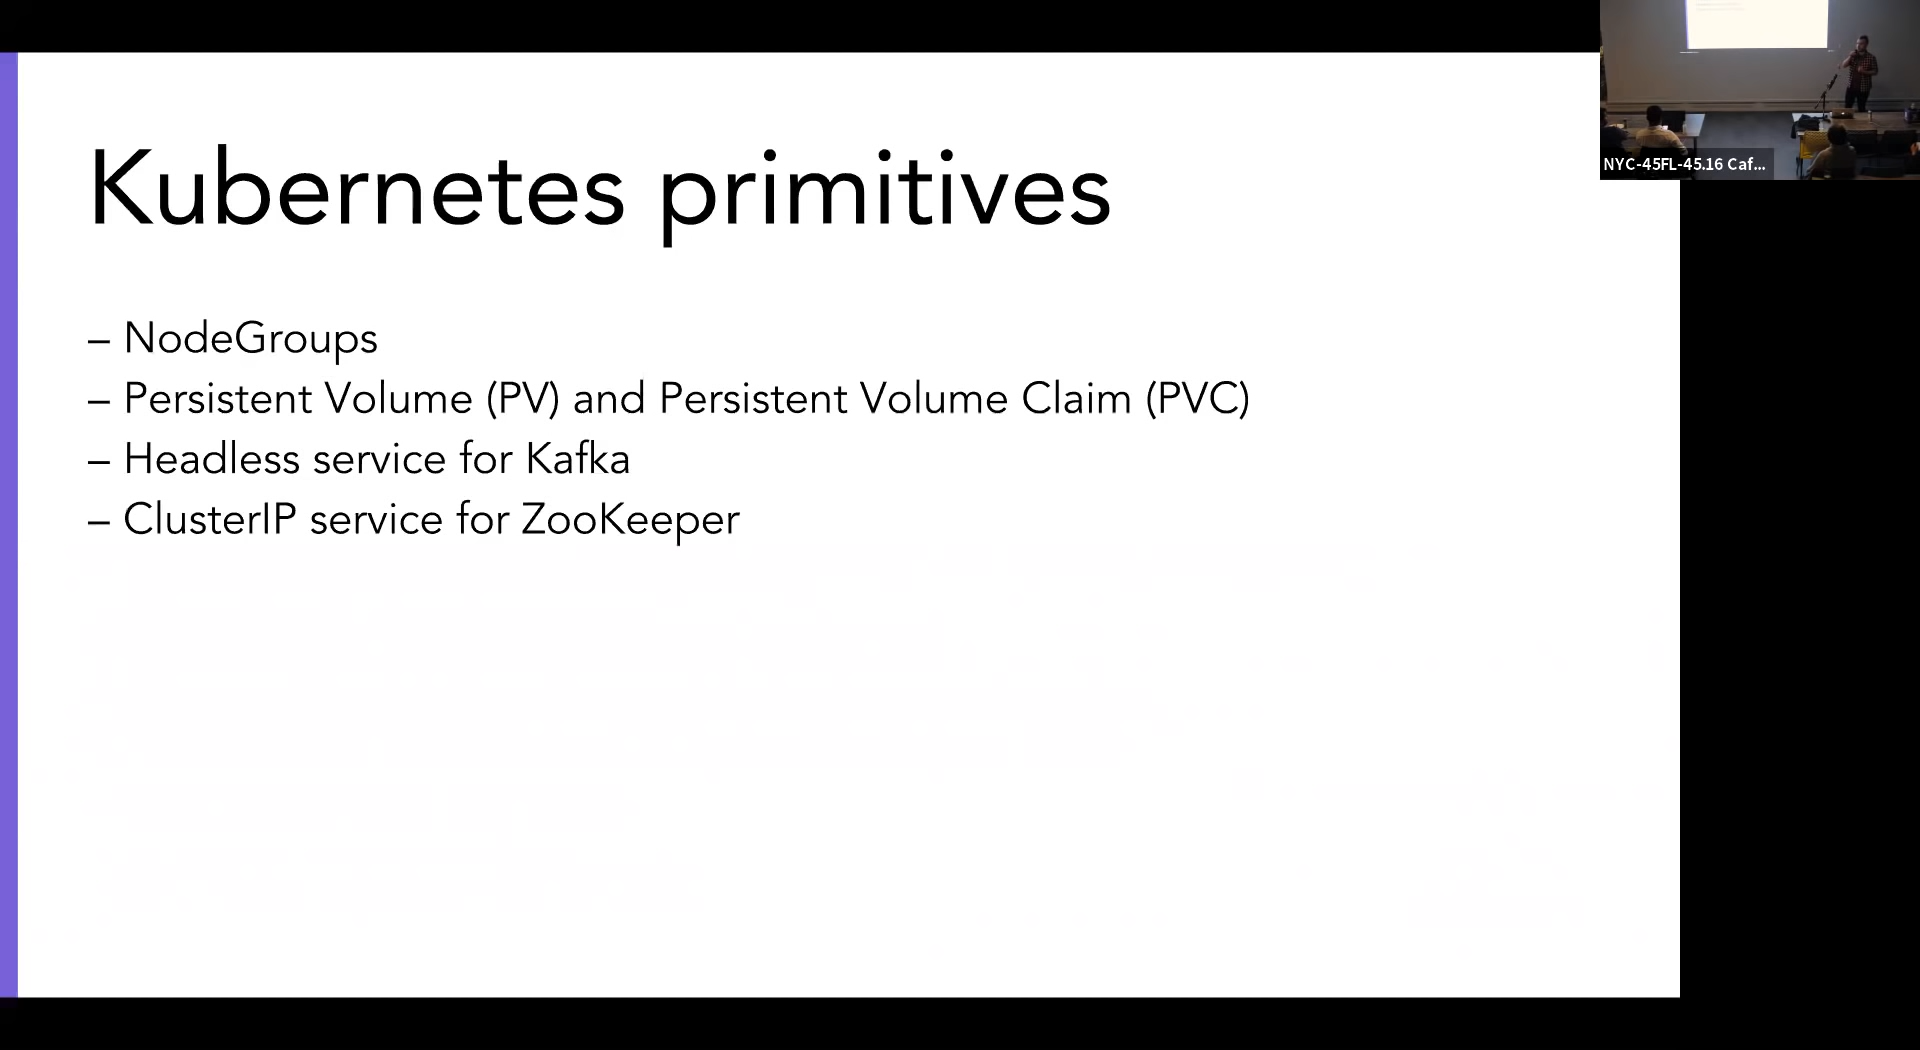 Kubernetes primitives
– NodeGroups
– Persistent Volume (PV) and Persistent Volume Claim (PVC)
– Headless service for Kafka
– ClusterIP service for ZooKeeper
NYC-45FL-45.16 Caf...